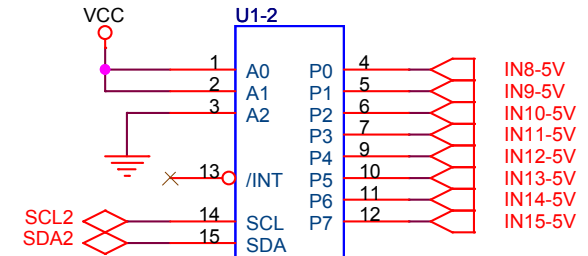 VCC
U1-2
1 A0 P0 4 IN8-5V
2 A1 P1 5 IN9-5V
3 A2 P2 6 IN10-5V
P3 7 IN11-5V
P4 9 IN12-5V
13 /INT P5 10 IN13-5V
P6 11 IN14-5V
SCL2 14 SCL P7 12 IN15-5V
SDA2 15 SDA